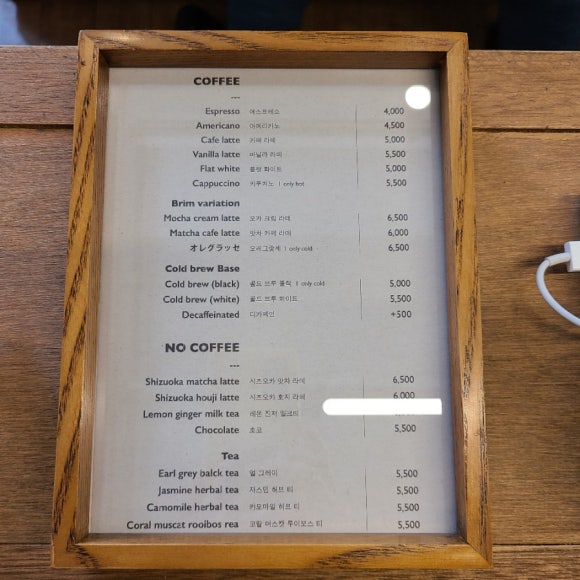 COFFEE
---
Espresso 에스프레소 4,000
Americano 아메리카노 4,500
Cafe latte 카페 라떼 5,000
Vanilla latte 바닐라 라떼 5,500
Flat white 플랫 화이트 5,000
Cappuccino 카푸치노 I only hot 5,500
Brim variation
Mocha cream latte 모카 크림 라떼 6,500
Matcha cafe latte 맛차 카페 라떼 6,000
オレグラッセ 오레그랏세 I only cold 6,500
Cold brew Base
Cold brew (black) 콜드 브루 블랙 I only cold 5,000
Cold brew (white) 콜드 브루 화이트 5,500
Decaffeinated 디카페인 +500
NO COFFEE
---
Shizuoka matcha latte 시즈오카 맛차 라떼 6,500
Shizuoka houji latte 시즈오카 호지 라떼 6,000
Lemon ginger milk tea 레몬 진저 밀크티
Chocolate 초코 5,500
Tea
Earl grey balck tea 얼 그레이 5,500
Jasmine herbal tea 자스민 허브 티 5,500
Camomile herbal tea 카모마일 허브 티 5,500
Coral muscat rooibos rea 코랄 머스캣 루이보스 티 5,500